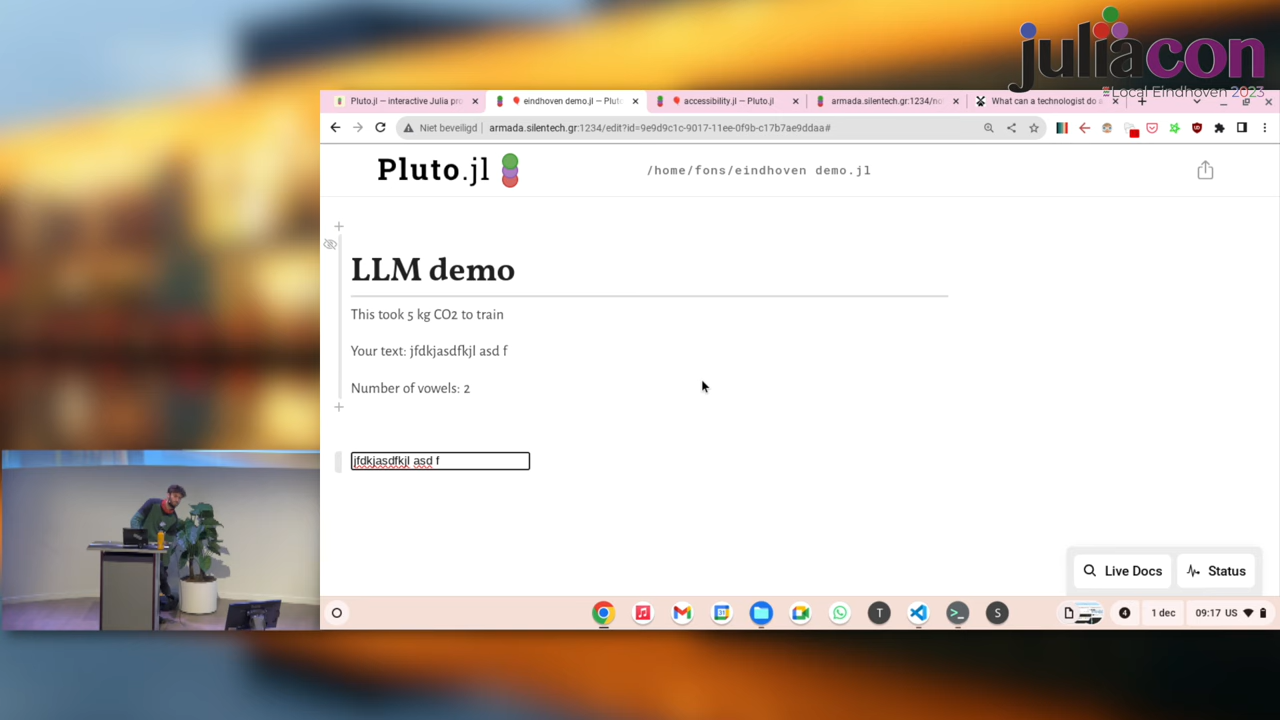 juliacon
Local Eindhoven 2023
Pluto.jl — interactive Julia pro
eindhoven demo.jl — Pluto
accessibility.jl — Pluto.jl
armada.silentech.gr:1234/no
What can a technologist do a
Niet beveiligd
armada.silentech.gr:1234/edit?id=9e9d9c1c-9017-11ee-0f9b-c17b7ae9ddaa#
Pluto.jl
/home/fons/eindhoven demo.jl
LLM demo
This took 5 kg CO2 to train
Your text: jfdkjasdfkjl asd f
Number of vowels: 2
jfdkjasdfkjl asd f
Live Docs
Status
31
T
S
4
1 dec
09:17 US